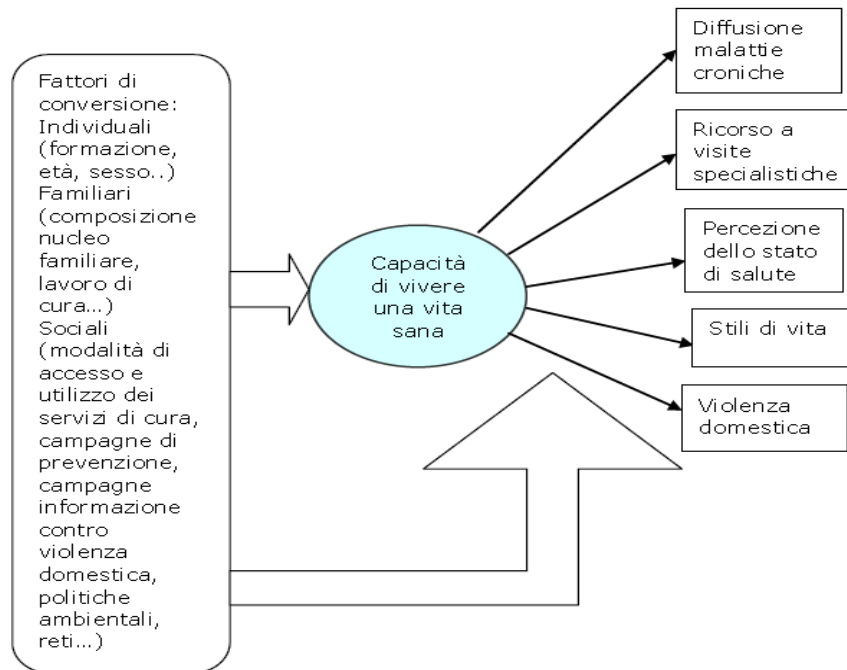 Fattori di
conversione:
Individuali
(formazione,
età, sesso..)
Familiari
(composizione
nucleo
familiare,
lavoro di
cura...)
Sociali
(modalità di
accesso e
utilizzo dei
servizi di cura,
campagne di
prevenzione,
campagne
informazione
contro
violenza
domestica,
politiche
ambientali,
reti...)
Capacità
di vivere
una vita
sana
Diffusione
malattie
croniche
Ricorso a
visite
specialistiche
Percezione
dello stato
di salute
Stili di vita
Violenza
domestica